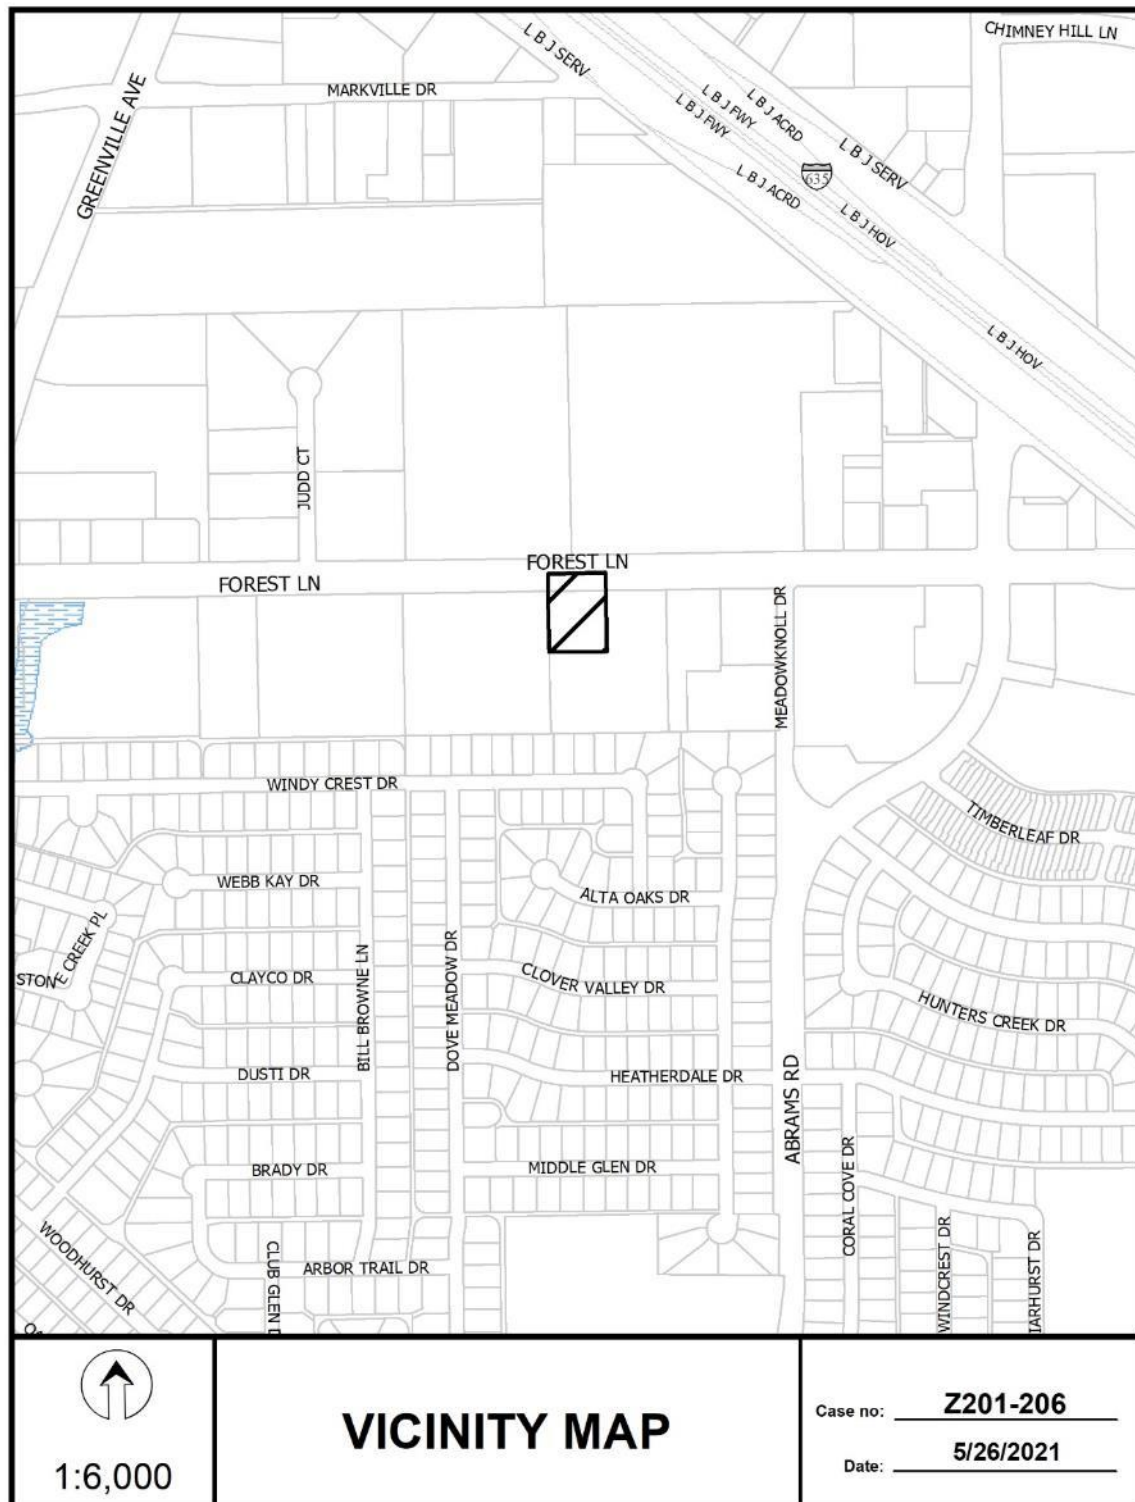 CHIMNEY HILL LN
L B J SERV
MARKVILLE DR
GREENVILLE AVE
L B J FWY
L B J ACRD
L B J FWY
L B J SERV
L B J ACRD
635
L B J HOV
L B J HOV
JUDD CT
FOREST LN
FOREST LN
MEADOWKNOLL DR
WINDY CREST DR
TIMBERLEAF DR
WEBB KAY DR
ALTA OAKS DR
STONE CREEK PL
BILL BROWNE LN
DOVE MEADOW DR
CLAYCO DR
CLOVER VALLEY DR
HUNTERS CREEK DR
DUSTI DR
HEATHERDALE DR
ABRAMS RD
BRADY DR
MIDDLE GLEN DR
CORAL COVE DR
WOODHURST DR
CLUB GLEN D
ARBOR TRAIL DR
WINDCREST DR
IARHURST DR
1:6,000
VICINITY MAP
Case no: Z201-206
Date: 5/26/2021